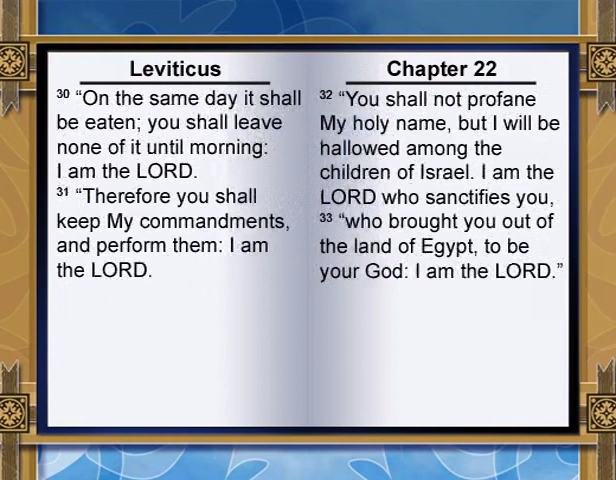 Leviticus
30 “On the same day it shall
be eaten; you shall leave
none of it until morning:
I am the LORD.
31 “Therefore you shall
keep My commandments,
and perform them: I am
the LORD.
Chapter 22
32 “You shall not profane
My holy name, but I will be
hallowed among the
children of Israel. I am the
LORD who sanctifies you,
33 “who brought you out of
the land of Egypt, to be
your God: I am the LORD.”